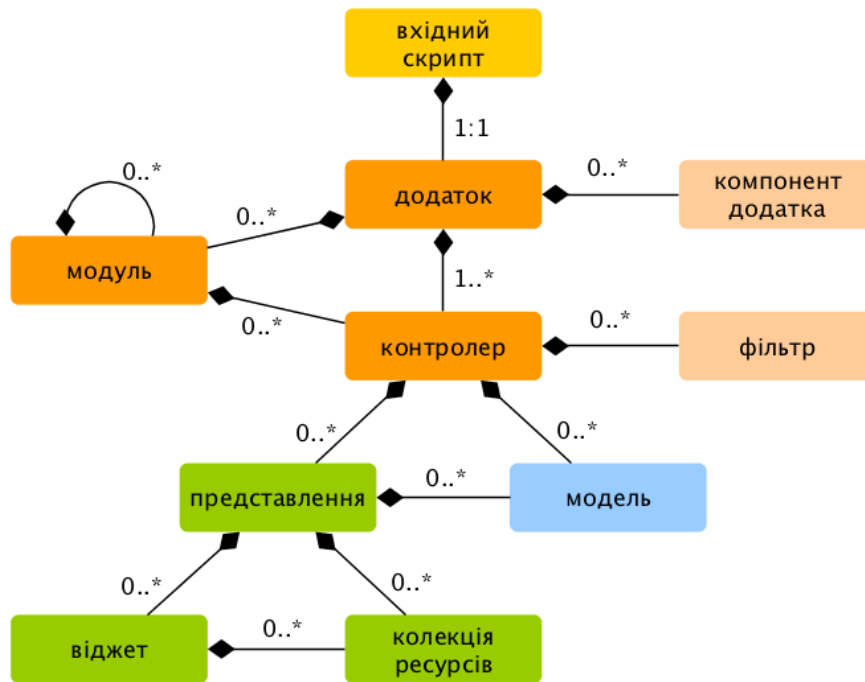 вхідний
скрипт
1:1
0..*
0..*
додаток
0..*
компонент
додатка
модуль
1..*
0..*
контролер
0..*
фільтр
0..*
0..*
представлення
0..*
модель
0..*
0..*
віджет
0..*
колекція
ресурсів